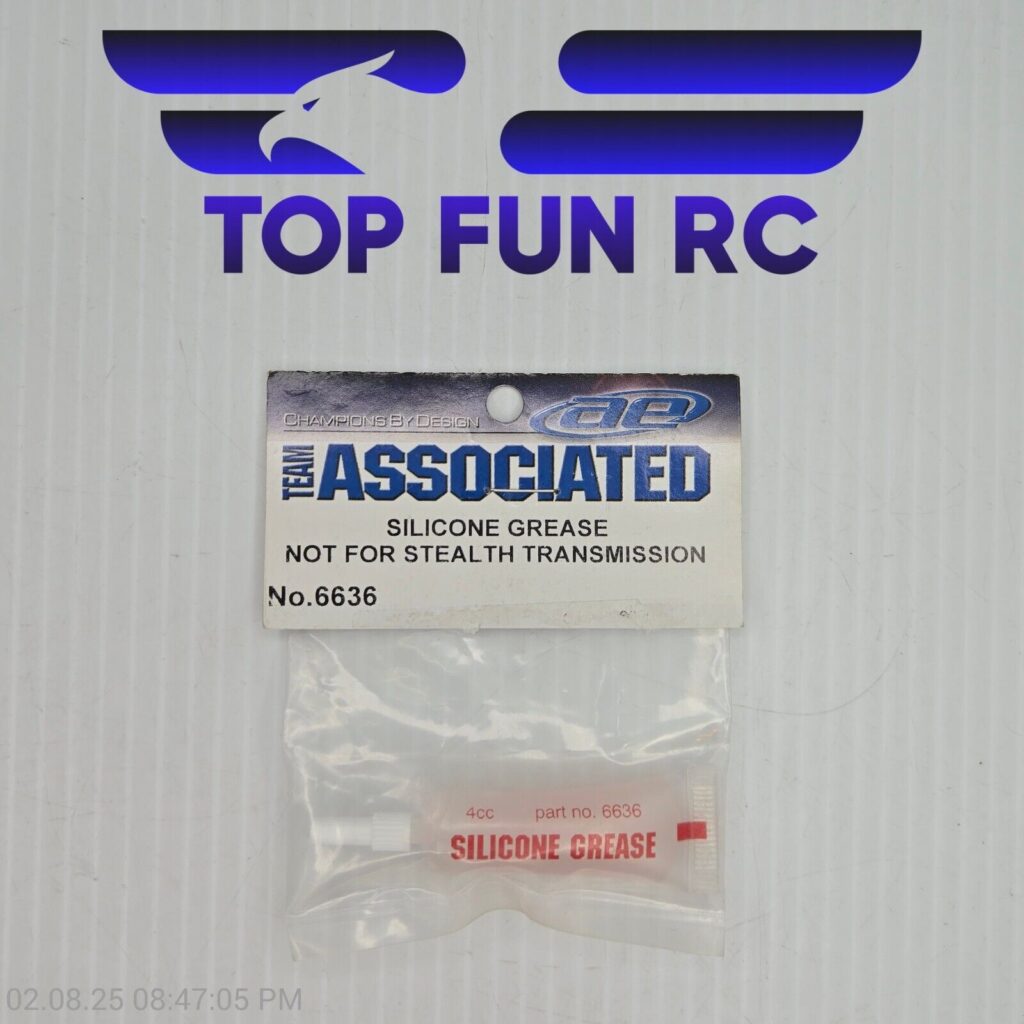 TOP FUN RC
CHAMPIONS BY DESIGN
ae
TEAM ASSOCIATED
SILICONE GREASE
NOT FOR STEALTH TRANSMISSION
No.6636
4cc part no. 6636
SILICONE GREASE
02.08.25 08:47:05 PM